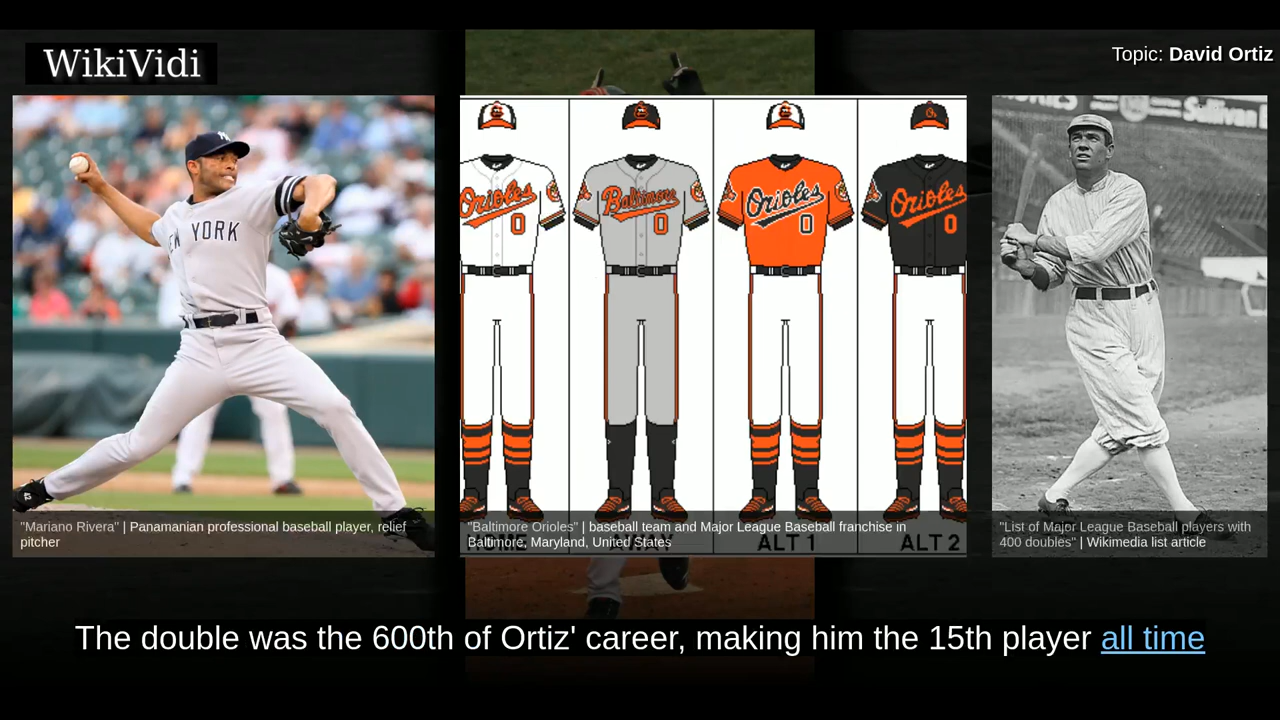 WikiVidi
Topic: David Ortiz
NEW YORK
Orioles
0
Baltimore
0
Orioles
0
Orioles
0
Sullivan
"Mariano Rivera" | Panamanian professional baseball player, relief
pitcher
"Baltimore Orioles" | baseball team and Major League Baseball franchise in
Baltimore, Maryland, United States
HOME
AWAY
ALT 1
ALT 2
"List of Major League Baseball players with
400 doubles" | Wikimedia list article
The double was the 600th of Ortiz' career, making him the 15th player all time